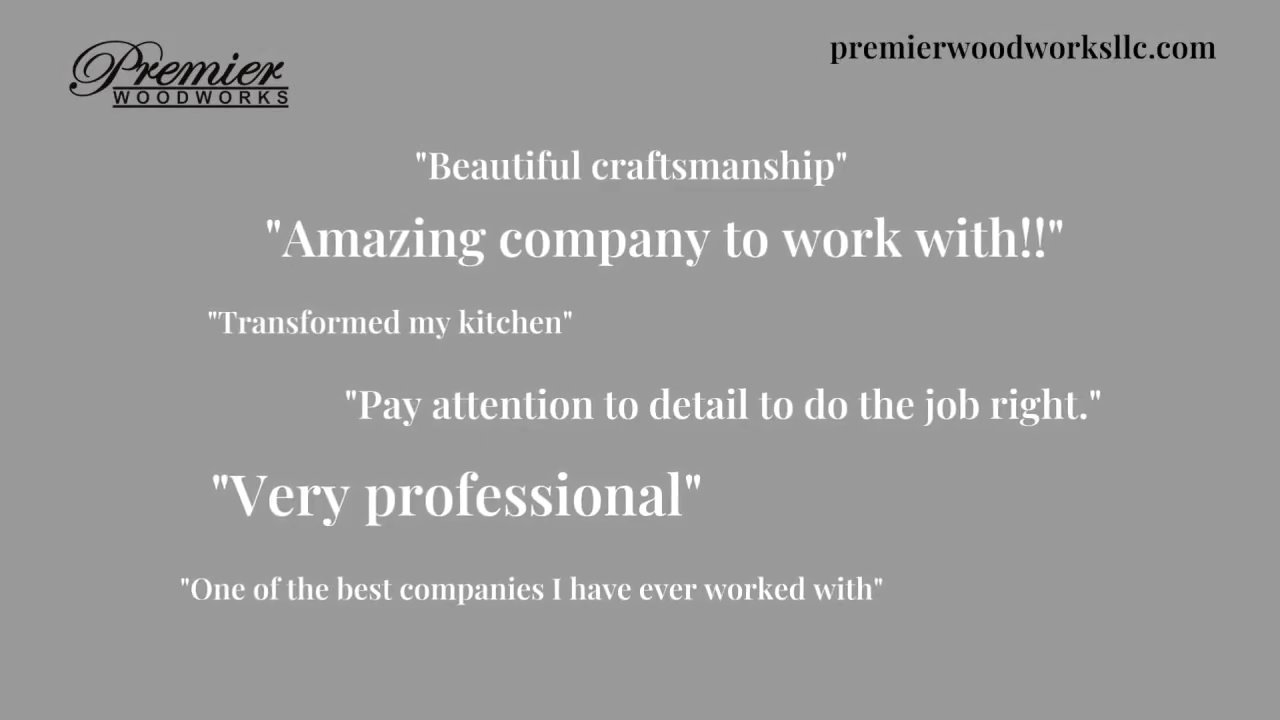 Premier
WOODWORKS
premierwoodworksllc.com
"Beautiful craftsmanship"
"Amazing company to work with!!"
"Transformed my kitchen"
"Pay attention to detail to do the job right."
"Very professional"
"One of the best companies I have ever worked with"